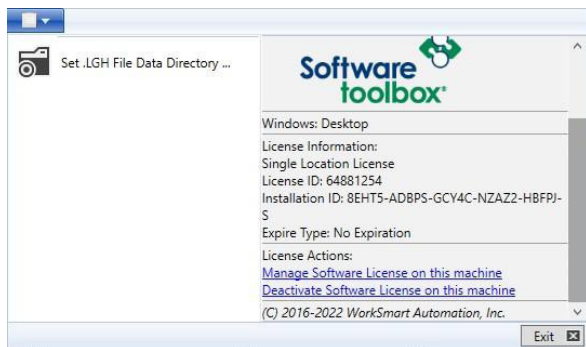 Set .LGH File Data Directory ...
Software
toolbox®
Windows: Desktop
License Information:
Single Location License
License ID: 64881254
Installation ID: 8EHT5-ADBPS-GCY4C-NZAZ2-HBFPJ-
S
Expire Type: No Expiration
License Actions:
Manage Software License on this machine
Deactivate Software License on this machine
(C) 2016-2022 WorkSmart Automation, Inc.
Exit